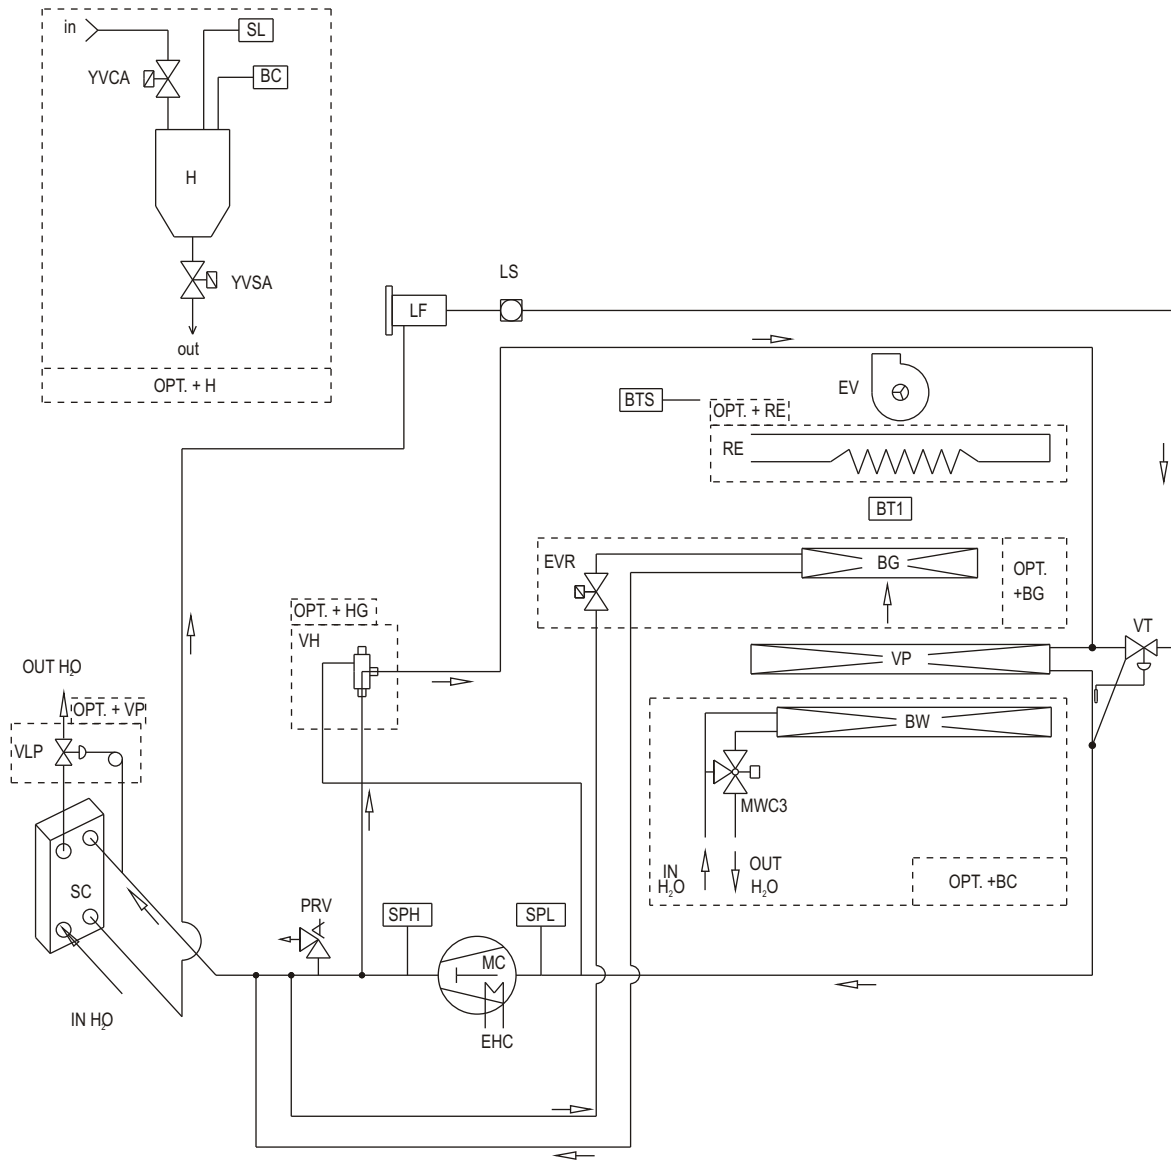 in
SL
YVCA
BC
H
YVSA
out
OPT. + H
LS
LF
EV
BTS
OPT. + RE
RE
BT1
EVR
BG
OPT.
+BG
OPT. + HG
VH
VT
VP
OUT H2O
OPT. + VP
VLP
BW
MWC3
IN
H2O
OUT
H2O
OPT. +BC
SC
PRV
SPH
SPL
MC
IN H2O
EHC